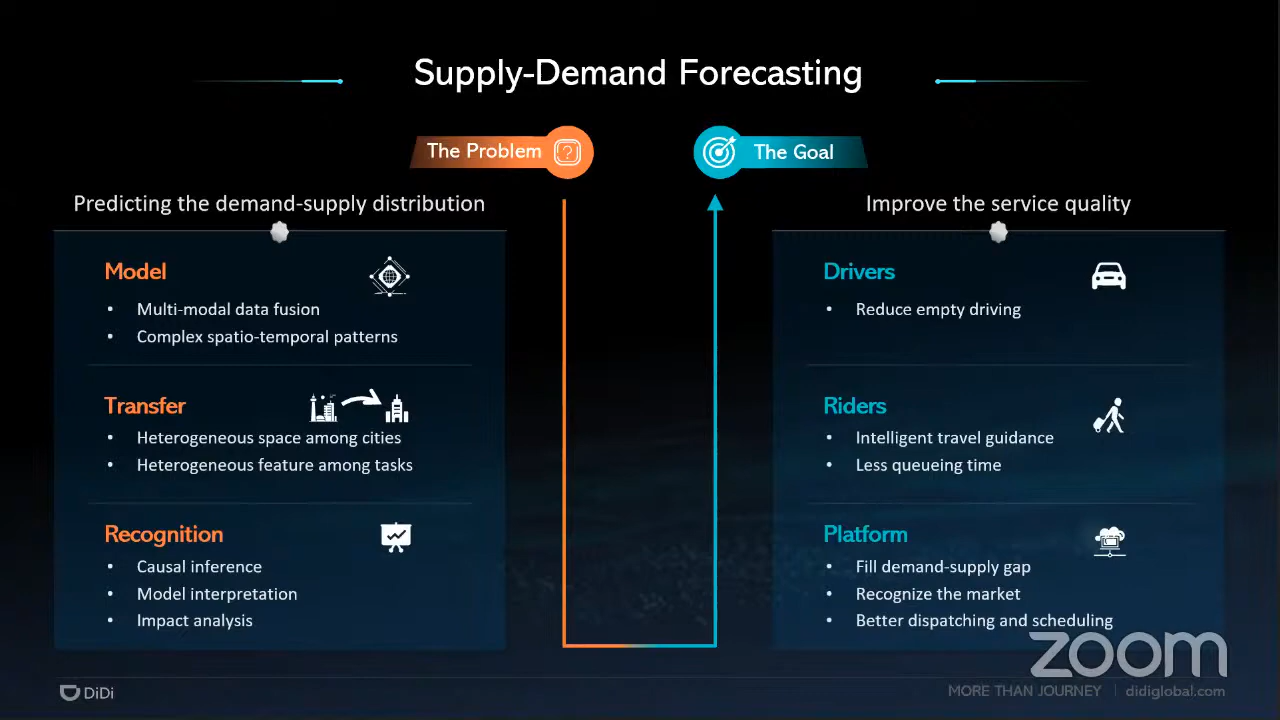 Supply-Demand Forecasting
The Problem
The Goal
Predicting the demand-supply distribution
Model
• Multi-modal data fusion
• Complex spatio-temporal patterns
Transfer
• Heterogeneous space among cities
• Heterogeneous feature among tasks
Recognition
• Causal inference
• Model interpretation
• Impact analysis
Improve the service quality
Drivers
• Reduce empty driving
Riders
• Intelligent travel guidance
• Less queueing time
Platform
• Fill demand-supply gap
• Recognize the market
• Better dispatching and scheduling
zoom
DiDi
MORE THAN JOURNEY | didiglobal.com